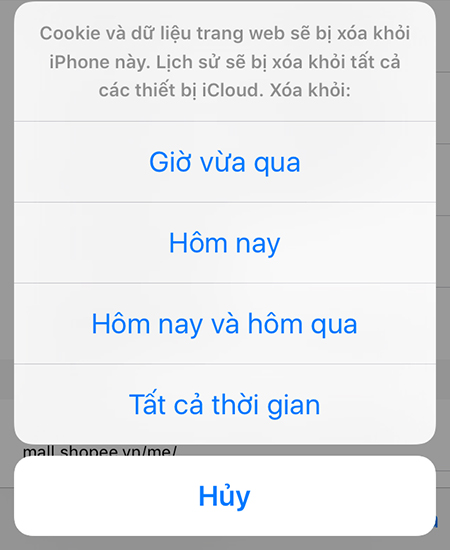 Cookie và dữ liệu trang web sẽ bị xóa khỏi
iPhone này. Lịch sử sẽ bị xóa khỏi tất cả
các thiết bị iCloud. Xóa khỏi:
Giờ vừa qua
Hôm nay
Hôm nay và hôm qua
Tất cả thời gian
mall.shopee.vn/me/
Hủy